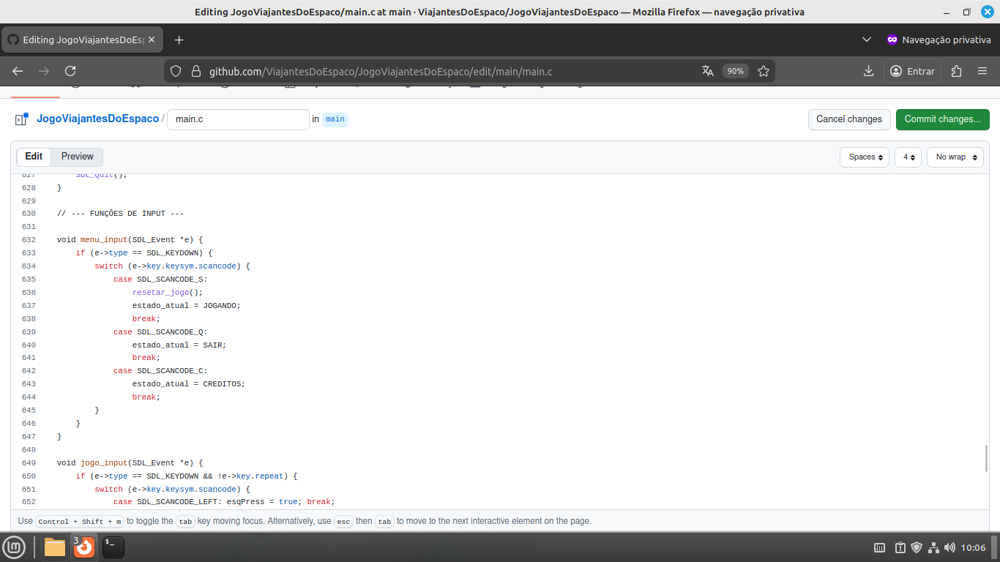 Editing JogoViajantesDoEspaco/main.c at main · ViajantesDoEspaco/JogoViajantesDoEspaco — Mozilla Firefox — navegação privativa
Editing JogoViajantesDoEsp
Navegação privativa
github.com/ViajantesDoEspaco/JogoViajantesDoEspaco/edit/main/main.c
90%
Entrar
JogoViajantesDoEspaco / main.c in main
Cancel changes
Commit changes...
Edit
Preview
Spaces
4
No wrap
627 SDL_Quit();
628 }
629
630 // --- FUNÇÕES DE INPUT ---
631
632 void menu_input(SDL_Event *e) {
633 if (e->type == SDL_KEYDOWN) {
634 switch (e->key.keysym.scancode) {
635 case SDL_SCANCODE_S:
636 resetar_jogo();
637 estado_atual = JOGANDO;
638 break;
639 case SDL_SCANCODE_Q:
640 estado_atual = SAIR;
641 break;
642 case SDL_SCANCODE_C:
643 estado_atual = CREDITOS;
644 break;
645 }
646 }
647 }
648
649 void jogo_input(SDL_Event *e) {
650 if (e->type == SDL_KEYDOWN && !e->key.repeat) {
651 switch (e->key.keysym.scancode) {
652 case SDL_SCANCODE_LEFT: esqPress = true; break;
Use Control + Shift + m to toggle the tab key moving focus. Alternatively, use esc then tab to move to the next interactive element on the page.
3
$_
10:06